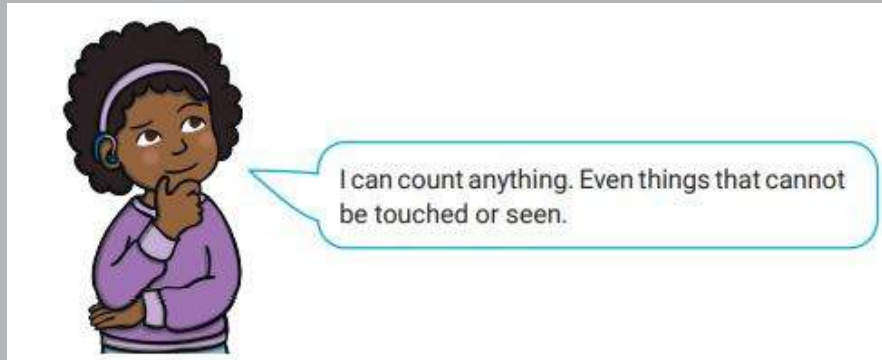 I can count anything. Even things that cannot
be touched or seen.